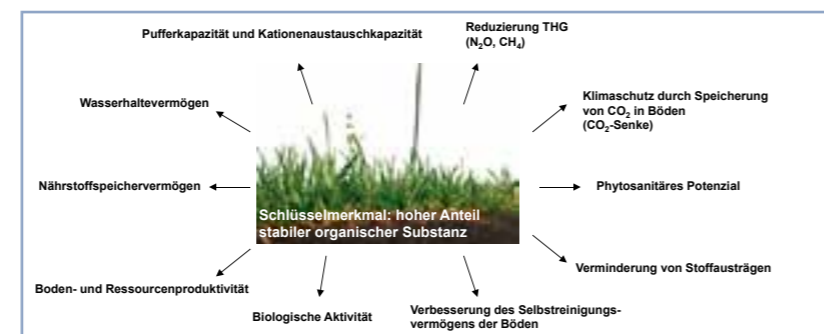 Pufferkapazität und Kationenaustauschkapazität
Reduzierung THG
(N₂O, CH₄)
Wasserhaltevermögen
Klimaschutz durch Speicherung
von CO₂ in Böden
(CO₂-Senke)
Nährstoffspeichervermögen
Phytosanitäres Potenzial
Schlüsselmerkmal: hoher Anteil
stabiler organischer Substanz
Verminderung von Stoffausträgen
Boden- und Ressourcenproduktivität
Biologische Aktivität
Verbesserung des Selbstreinigungs-
vermögens der Böden